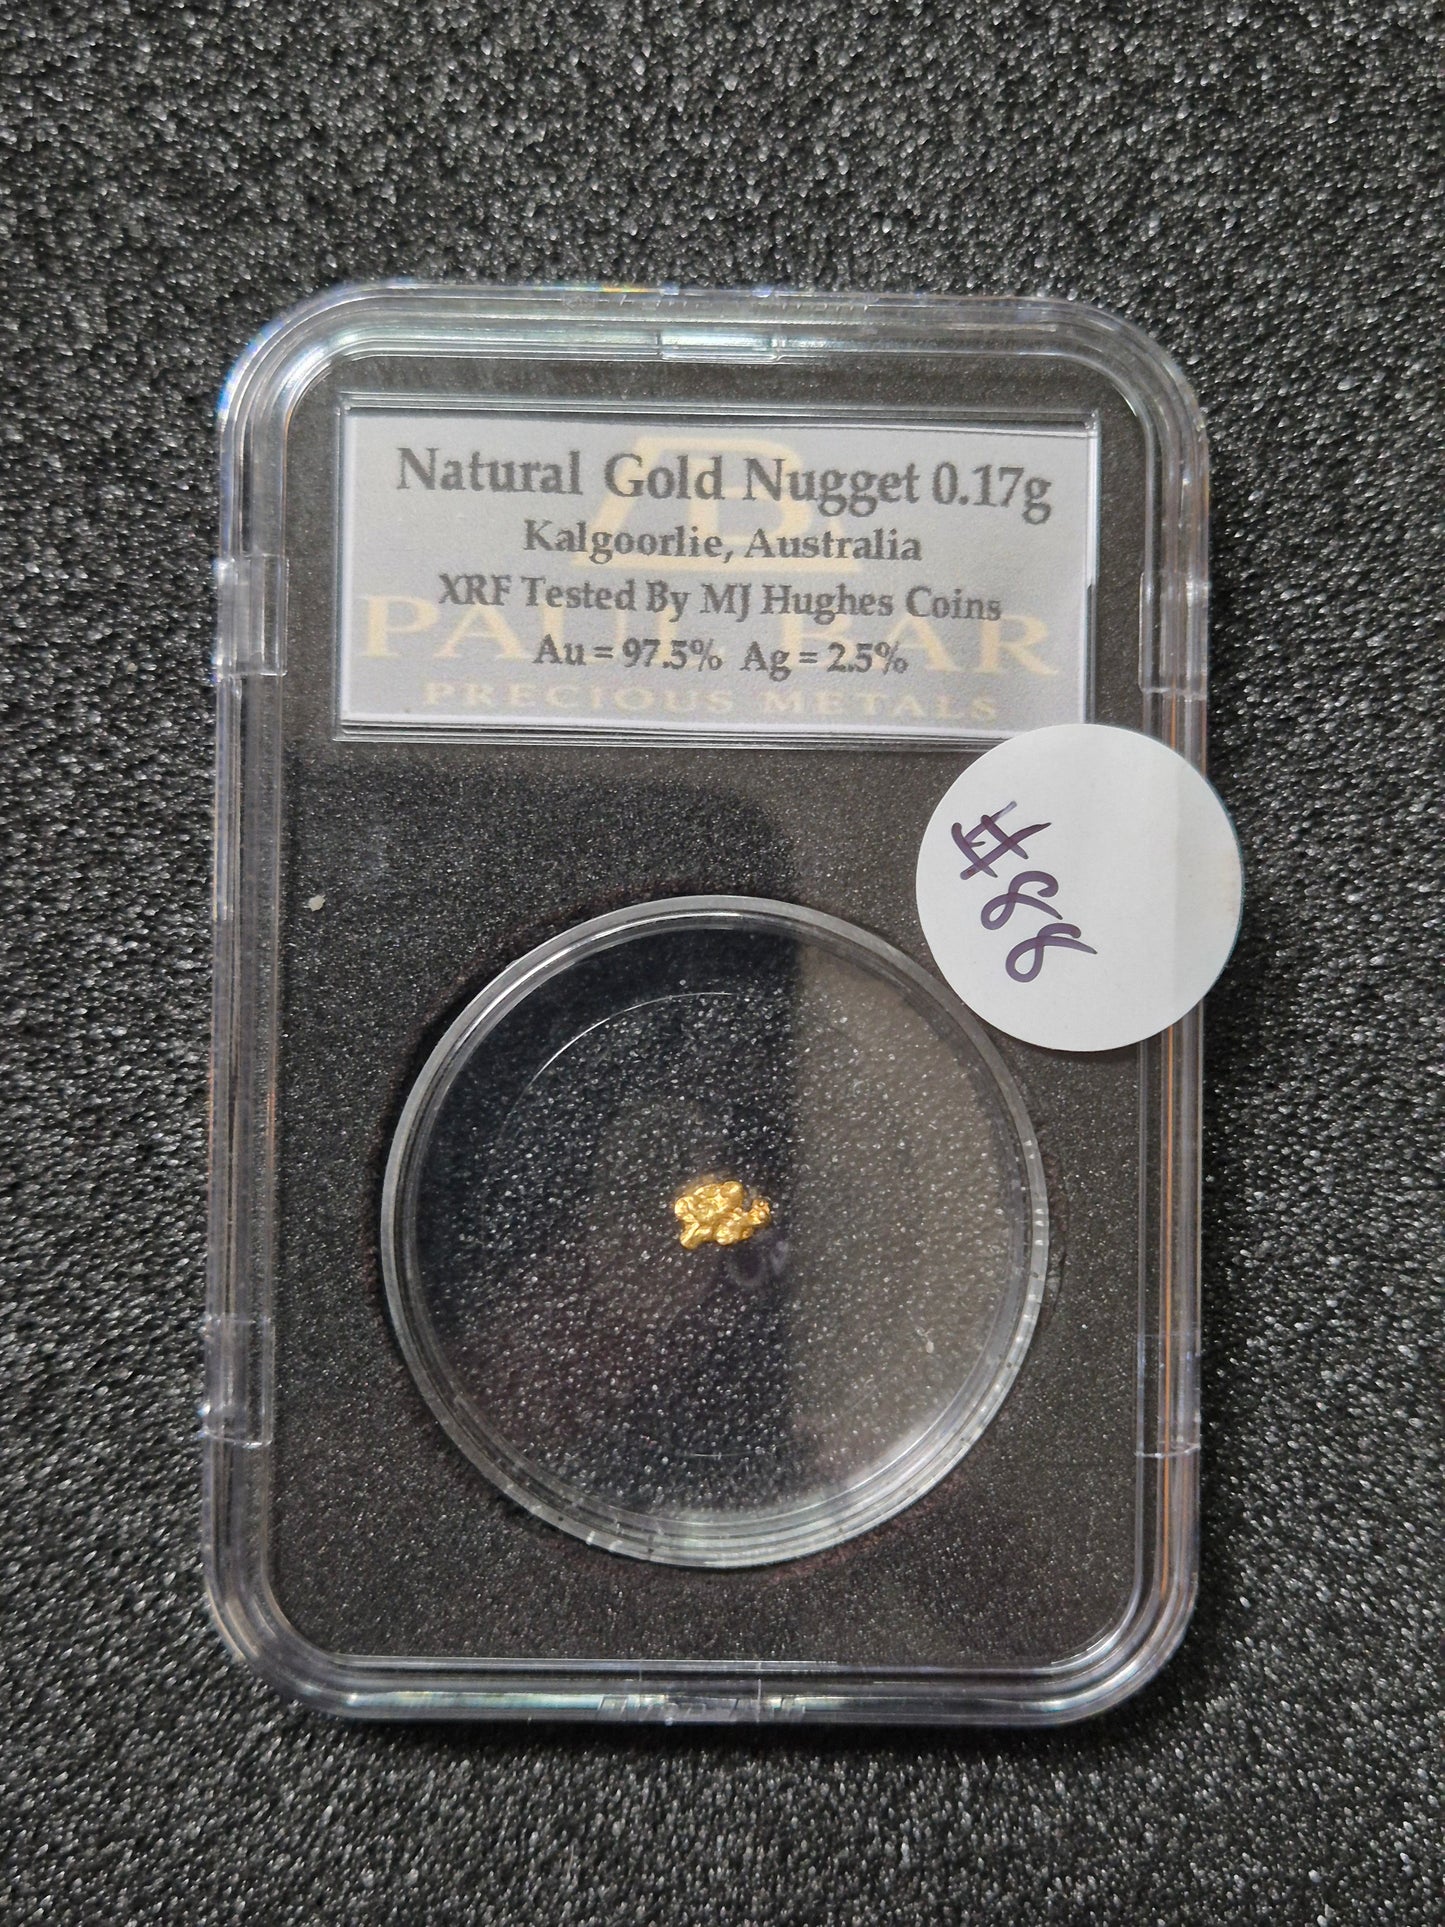 Natural Gold Nugget 0.17g
Kalgoorlie, Australia
XRF Tested By MJ Hughes Coins
PAUL BAR
Au = 97.5% Ag = 2.5%
PRECIOUS METALS
#88